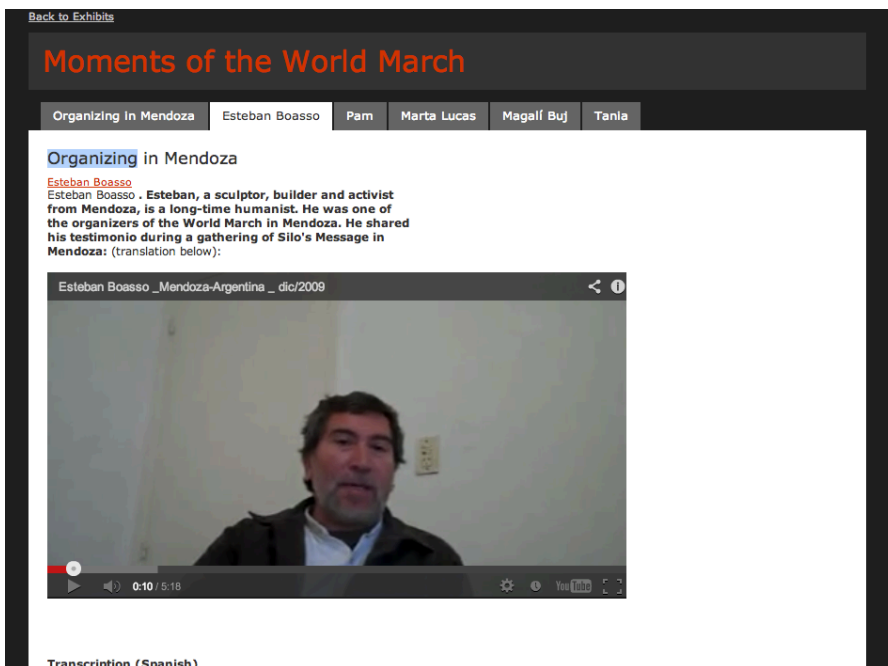 Back to Exhibits
Moments of the World March
Organizing in Mendoza
Esteban Boasso
Pam
Marta Lucas
Magalí Buj
Tania
Organizing in Mendoza
Esteban Boasso
Esteban Boasso . Esteban, a sculptor, builder and activist
from Mendoza, is a long-time humanist. He was one of
the organizers of the World March in Mendoza. He shared
his testimonio during a gathering of Silo's Message in
Mendoza: (translation below):
Esteban Boasso _Mendoza-Argentina _ dic/2009
0:10 / 5:18
YouTube
Transcription (Spanish)